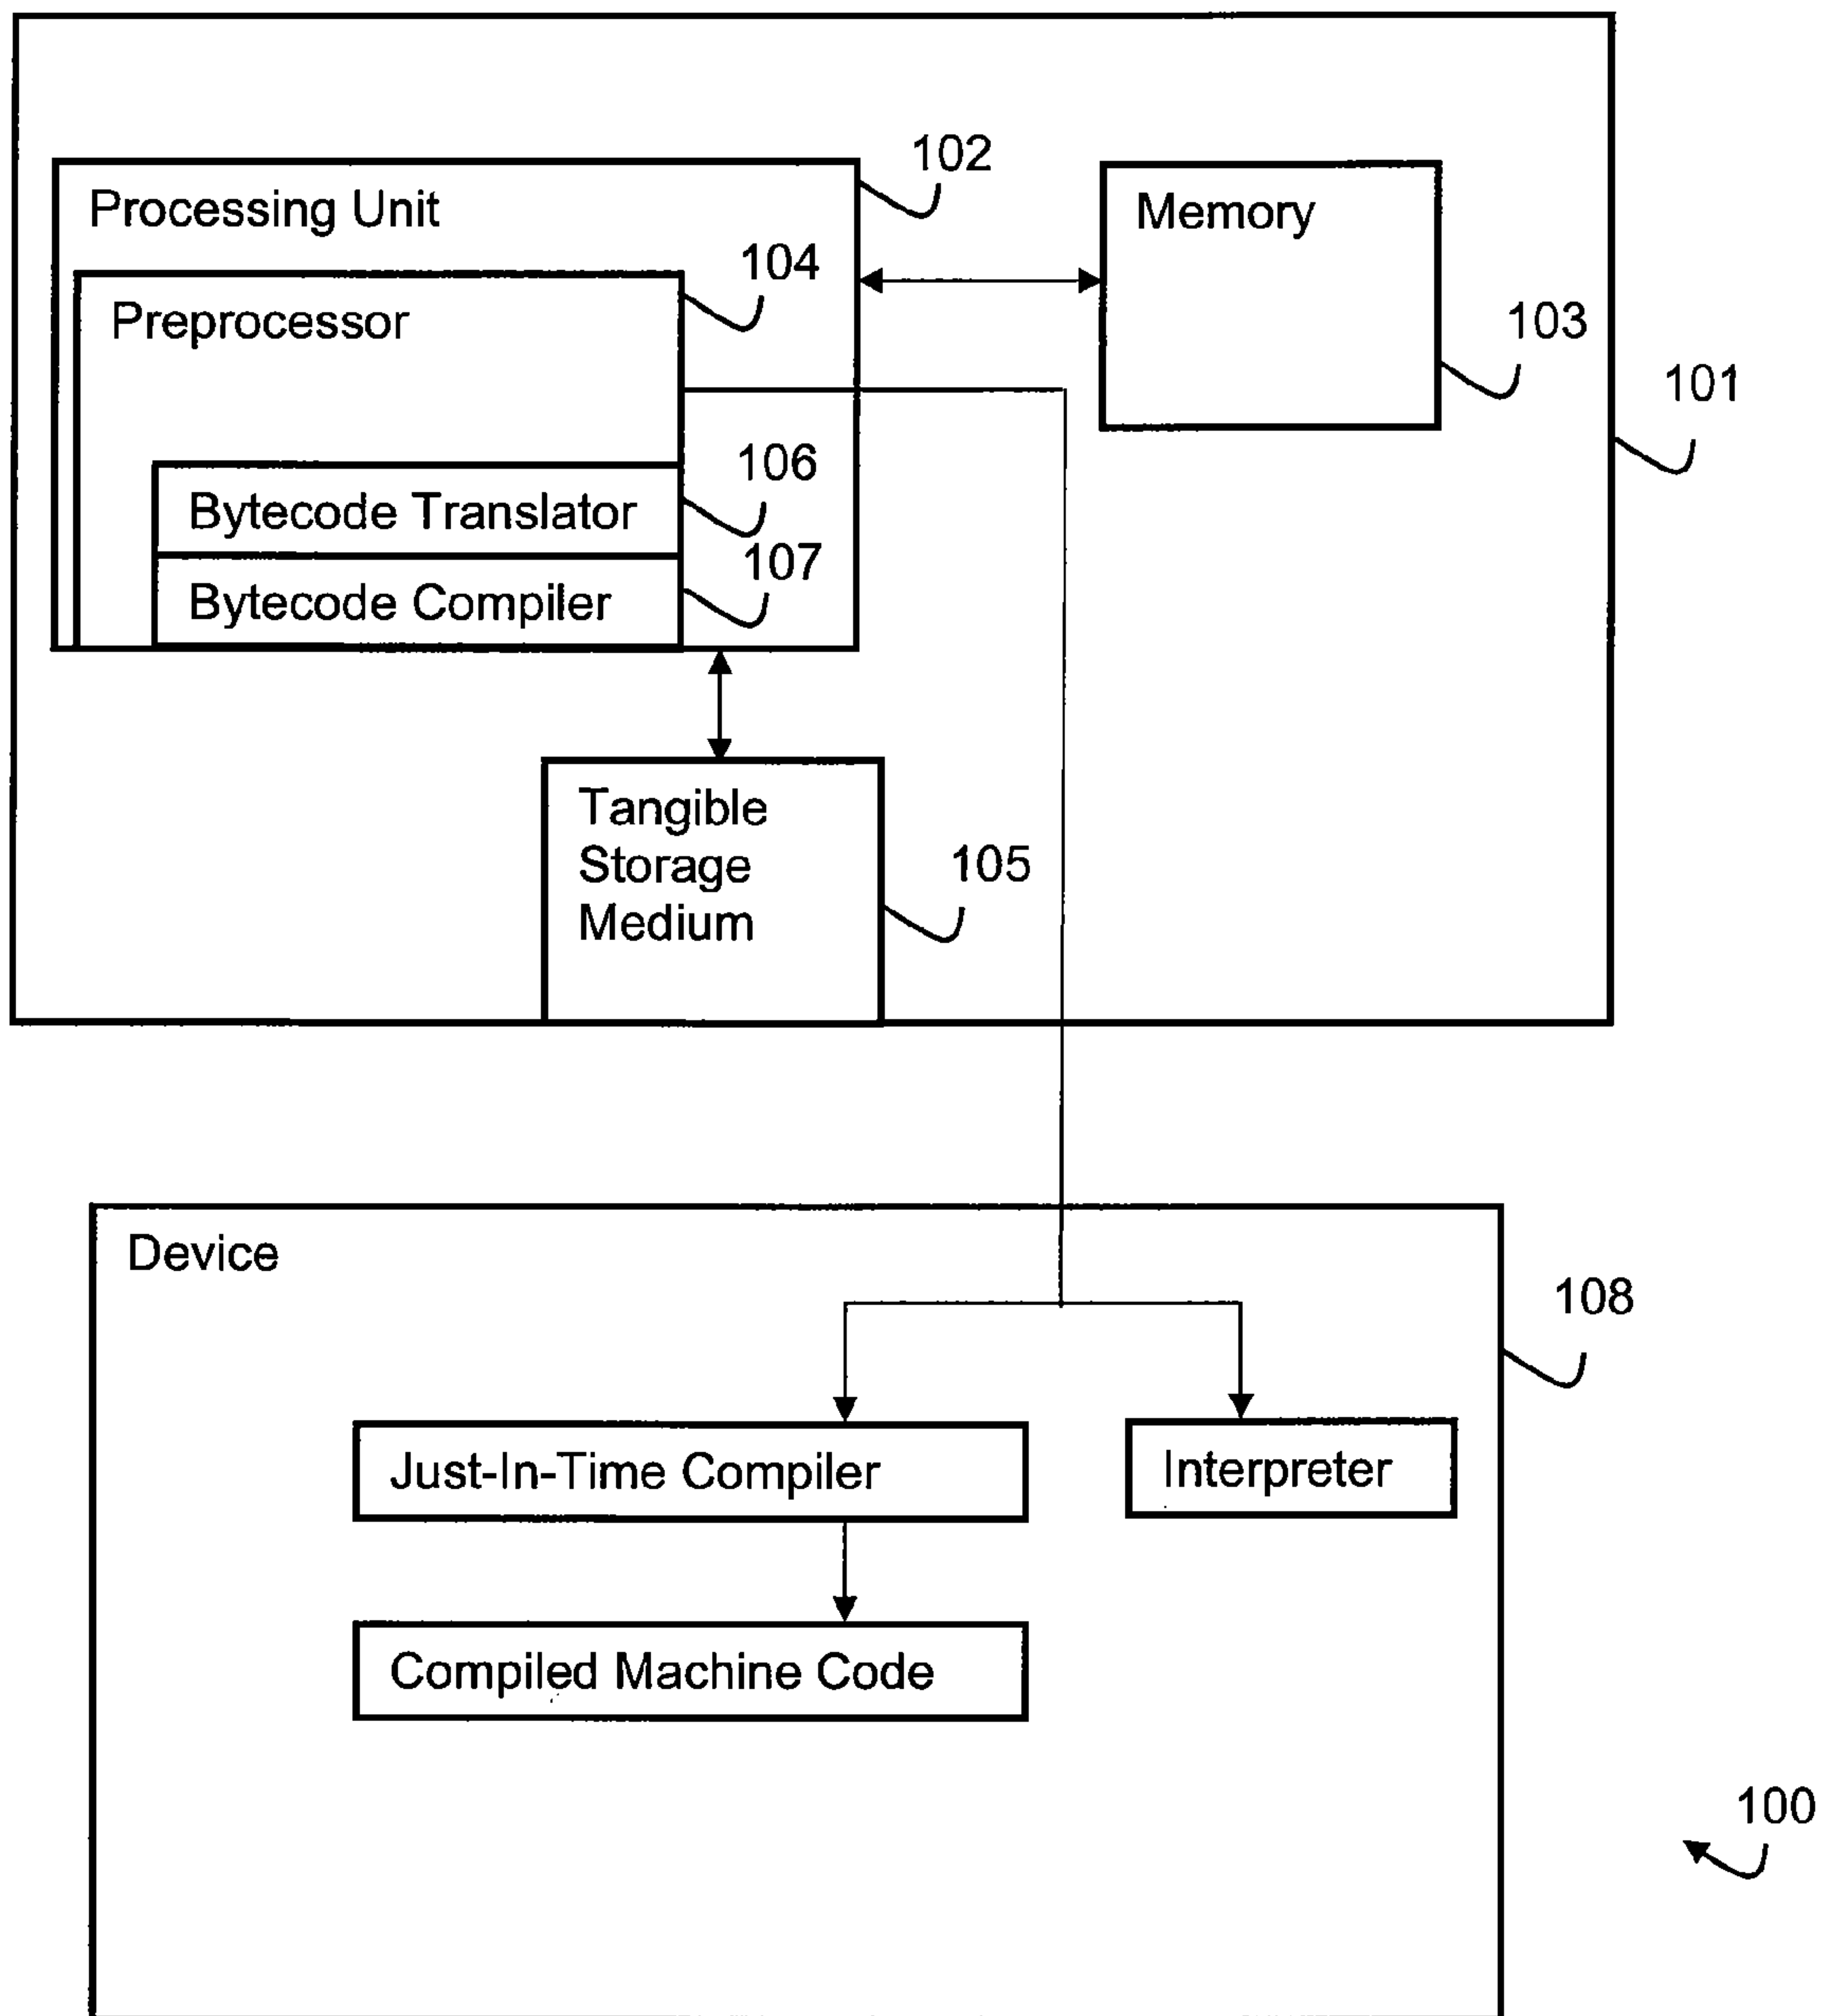 102
Processing Unit
Memory
104
Preprocessor
103
101
106
Bytecode Translator
107
Bytecode Compiler
Tangible
Storage
Medium
105
Device
108
Just-In-Time Compiler
Interpreter
Compiled Machine Code
100